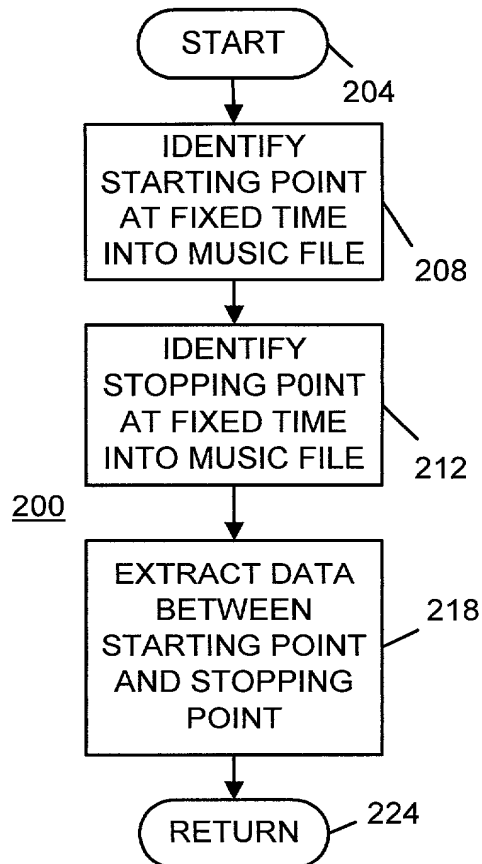 START
204
IDENTIFY
STARTING POINT
AT FIXED TIME
INTO MUSIC FILE
208
IDENTIFY
STOPPING P0INT
AT FIXED TIME
INTO MUSIC FILE
212
200
EXTRACT DATA
BETWEEN
STARTING POINT
AND STOPPING
POINT
218
RETURN
224